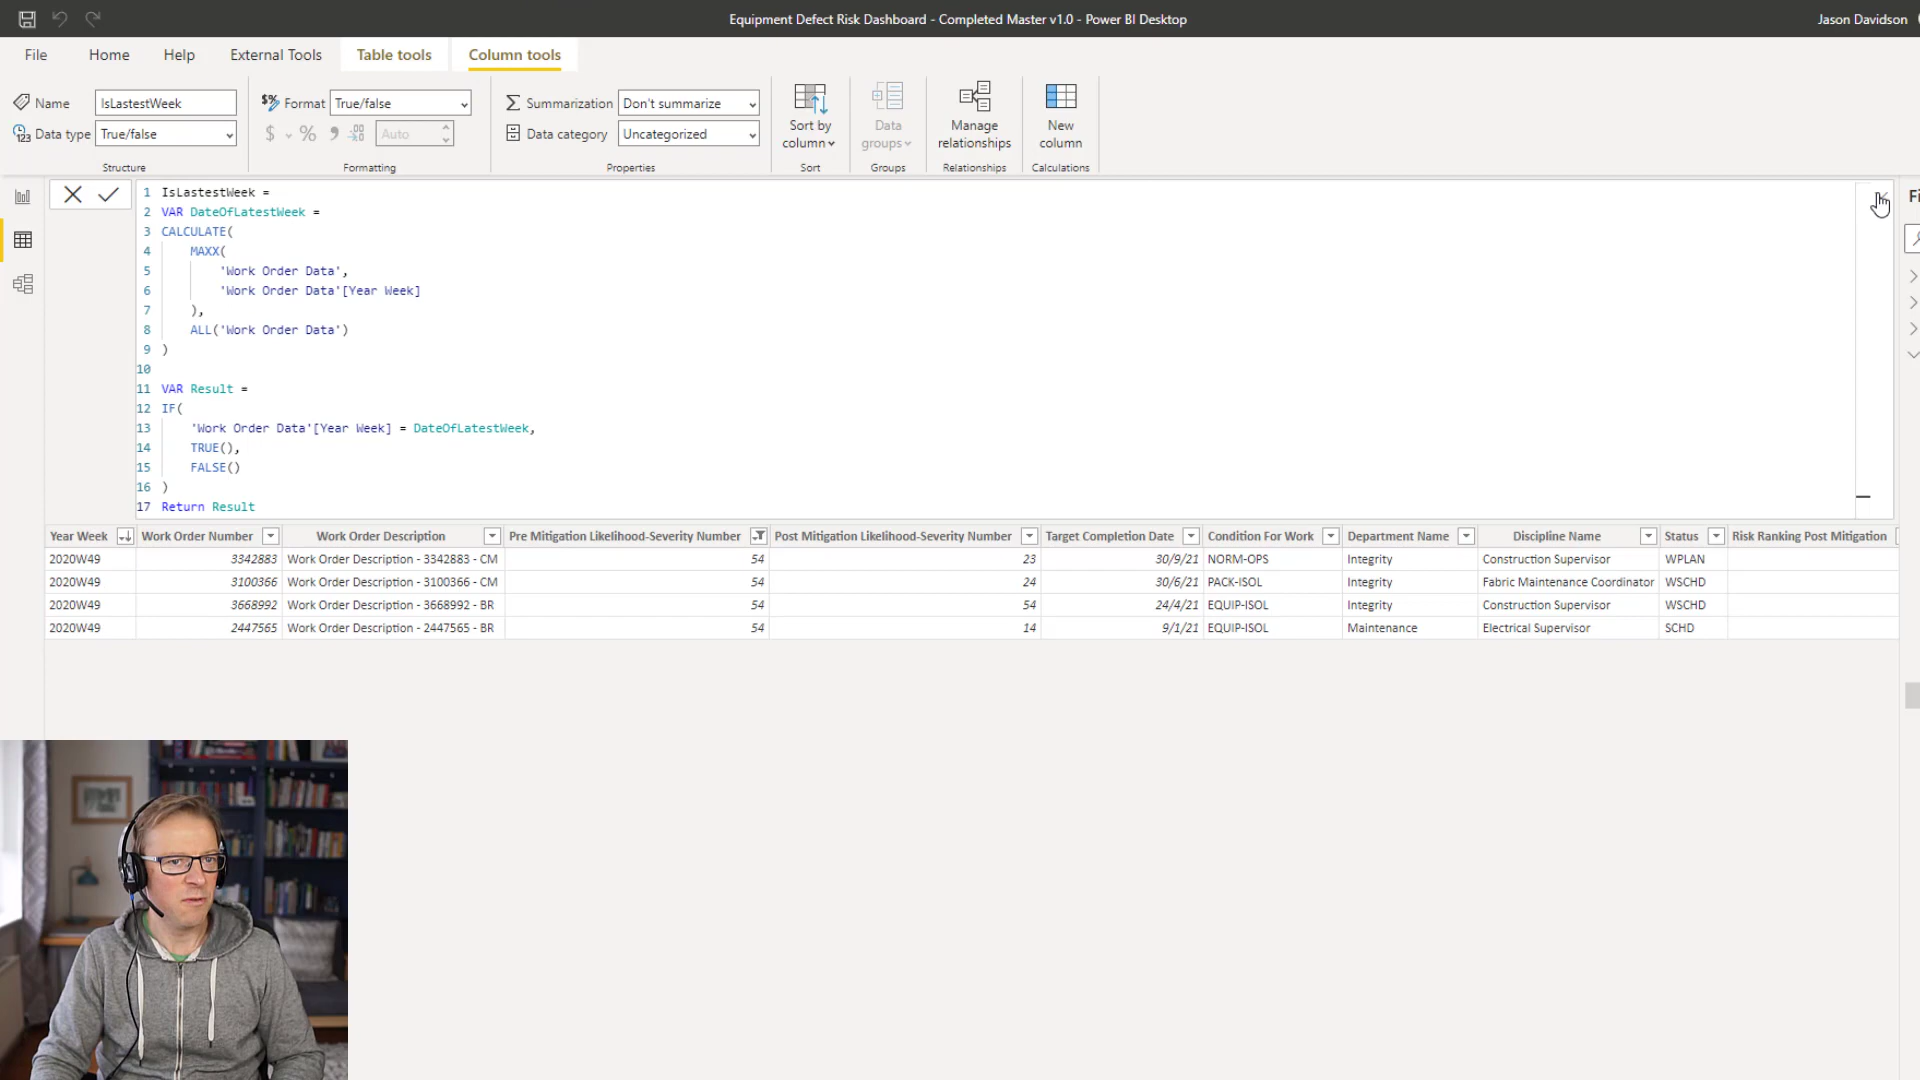 Equipment Defect Risk Dashboard - Completed Master v1.0 - Power BI Desktop
Jason Davidson
File
Home
Help
External Tools
Table tools
Column tools
Name
IsLastestWeek
Data type
True/false
Structure
Format
True/false
Auto
Formatting
Summarization
Don't summarize
Data category
Uncategorized
Properties
Sort by
column
Sort
Data
groups
Groups
Manage
relationships
Relationships
New
column
Calculations
1 IsLastestWeek =
2 VAR DateOfLatestWeek =
3 CALCULATE(
4 MAXX(
5 'Work Order Data',
6 'Work Order Data'[Year Week]
7 ),
8 ALL('Work Order Data')
9 )
10
11 VAR Result =
12 IF(
13 'Work Order Data'[Year Week] = DateOfLatestWeek,
14 TRUE(),
15 FALSE()
16 )
17 Return Result
Fi
Year Week Work Order Number Work Order Description Pre Mitigation Likelihood-Severity Number Post Mitigation Likelihood-Severity Number Target Completion Date Condition For Work Department Name Discipline Name Status Risk Ranking Post Mitigation
2020W49 3342883 Work Order Description - 3342883 - CM 54 23 30/9/21 NORM-OPS Integrity Construction Supervisor WPLAN
2020W49 3100366 Work Order Description - 3100366 - CM 54 24 30/6/21 PACK-ISOL Integrity Fabric Maintenance Coordinator WSCHD
2020W49 3668992 Work Order Description - 3668992 - BR 54 54 24/4/21 EQUIP-ISOL Integrity Construction Supervisor WSCHD
2020W49 2447565 Work Order Description - 2447565 - BR 54 14 9/1/21 EQUIP-ISOL Maintenance Electrical Supervisor SCHD